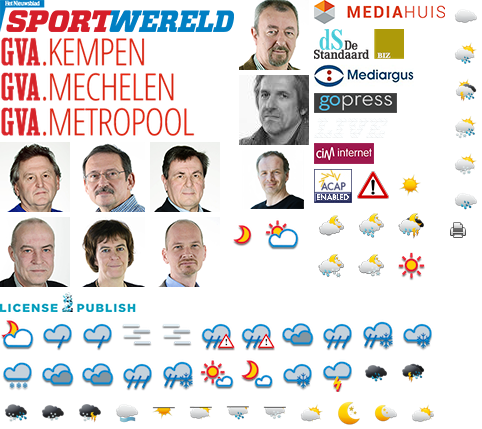 Het Nieuwsblad
SPORTWERELD
GVA.KEMPEN
GVA.MECHELEN
GVA.METROPOOL
MEDIAHUIS
dS De Standaard
BIZ
Mediargus
gopress
LIVE
CIM internet
ACAP
ENABLED
LICENSE PUBLISH